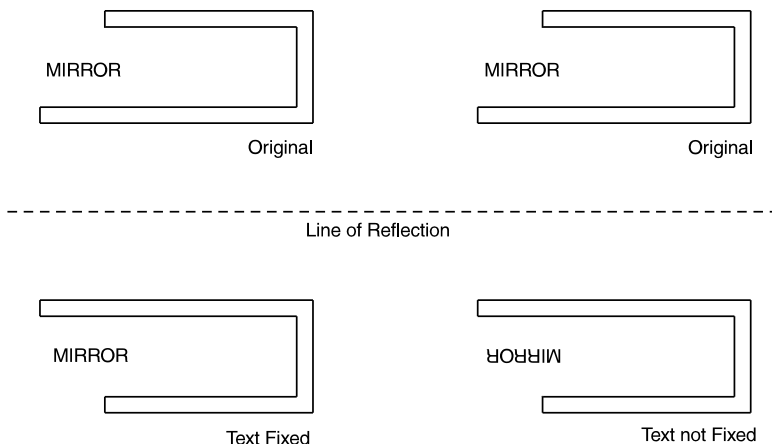 MIRROR
MIRROR
Original
Original
Line of Reflection
MIRROR
MIRROR
Text Fixed
Text not Fixed